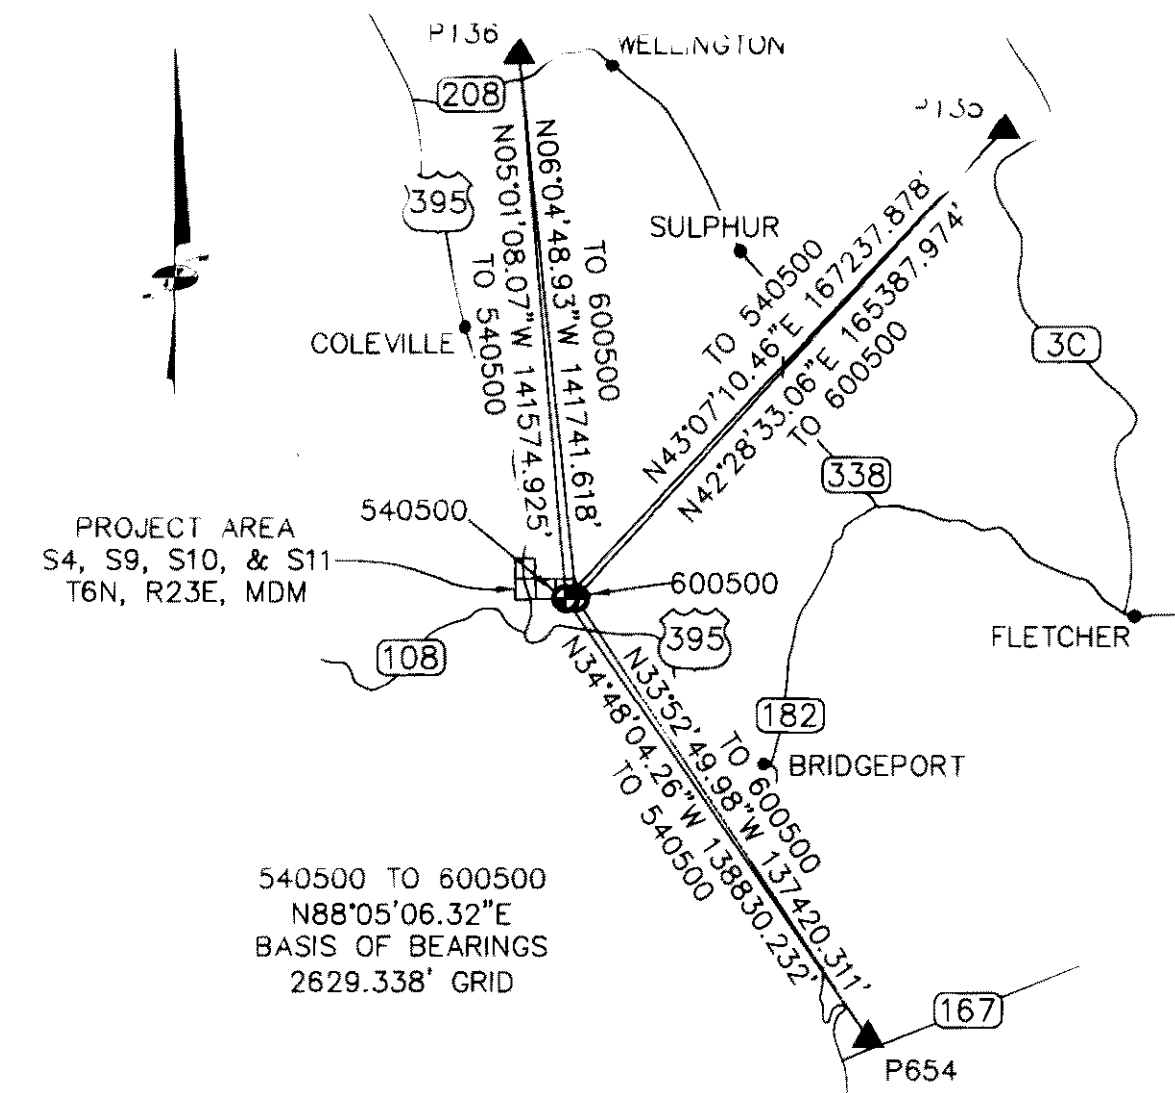 P136
WELLINGTON
208
P135
395
SULPHUR
COLEVILLE
N05°01'08.07"W 141574.925'
TO 540500
N06°04'48.93"W 141741.618'
TO 600500
TO 540500
N43°07'10.46"E 167237.878'
N42°28'33.06"E 165387.974'
TO 600500
3C
338
540500
PROJECT AREA
S4, S9, S10, & S11
T6N, R23E, MDM
600500
395
108
FLETCHER
182
BRIDGEPORT
TO 600500
N33°52'49.98"W 137420.311'
N34°48'04.26"W 138830.232'
TO 540500
540500 TO 600500
N88°05'06.32"E
BASIS OF BEARINGS
2629.338' GRID
167
P654